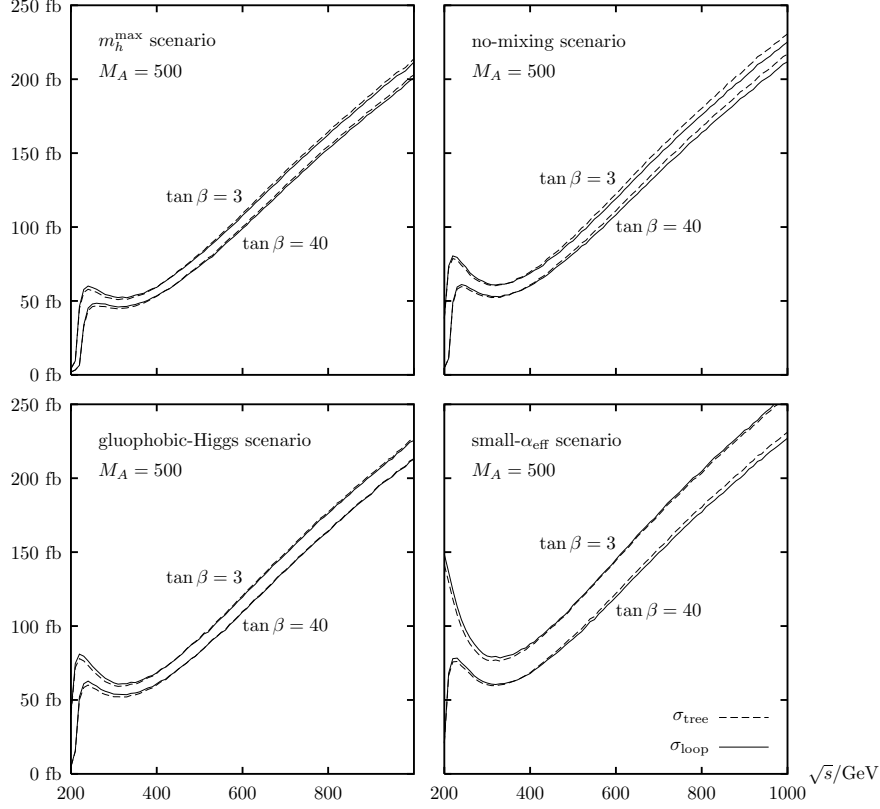 250 fb
200 fb
150 fb
100 fb
50 fb
0 fb
m_h^max scenario
M_A = 500
tan β = 3
tan β = 40
no-mixing scenario
M_A = 500
tan β = 3
tan β = 40
250 fb
200 fb
150 fb
100 fb
50 fb
0 fb
gluophobic-Higgs scenario
M_A = 500
tan β = 3
tan β = 40
small-α_eff scenario
M_A = 500
tan β = 3
tan β = 40
σ_tree
σ_loop
200 400 600 800 200 400 600 800 1000
√s/GeV